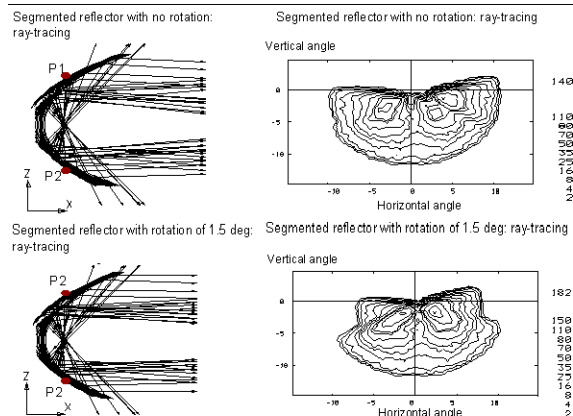 Segmented reflector with no rotation:
ray-tracing
P1
P2
Z
X
Segmented reflector with no rotation: ray-tracing
Vertical angle
0
-5
-10
-10 -5 0 5 10
Horizontal angle
140
110
80
70
50
35
25
16
8
4
2
Segmented reflector with rotation of 1.5 deg:
ray-tracing
P2
P2
Z
X
Segmented reflector with rotation of 1.5 deg: ray-tracing
Vertical angle
0
-5
-10
-10 -5 0 5 10
Horizontal angle
182
150
110
80
70
50
35
25
16
8
4
2